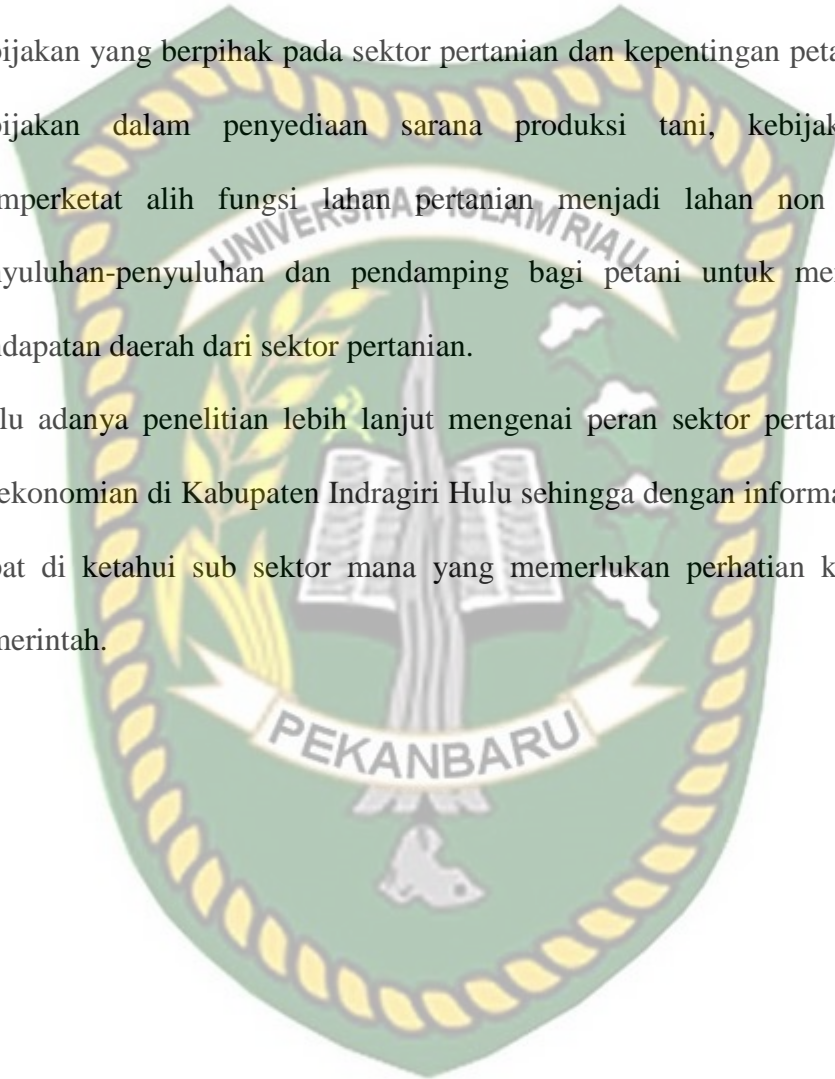 bijakan yang berpihak pada sektor pertanian dan kepentingan peta
bijakan dalam penyediaan sarana produksi tani, kebijak
mperketat alih fungsi lahan pertanian menjadi lahan non
UNIVERSITAS ISLAM RIAU
nyuluhan-penyuluhan dan pendamping bagi petani untuk me
ndapatan daerah dari sektor pertanian.
lu adanya penelitian lebih lanjut mengenai peran sektor pertan
ekonomian di Kabupaten Indragiri Hulu sehingga dengan informa
at di ketahui sub sektor mana yang memerlukan perhatian k
merintah.
PEKANBARU